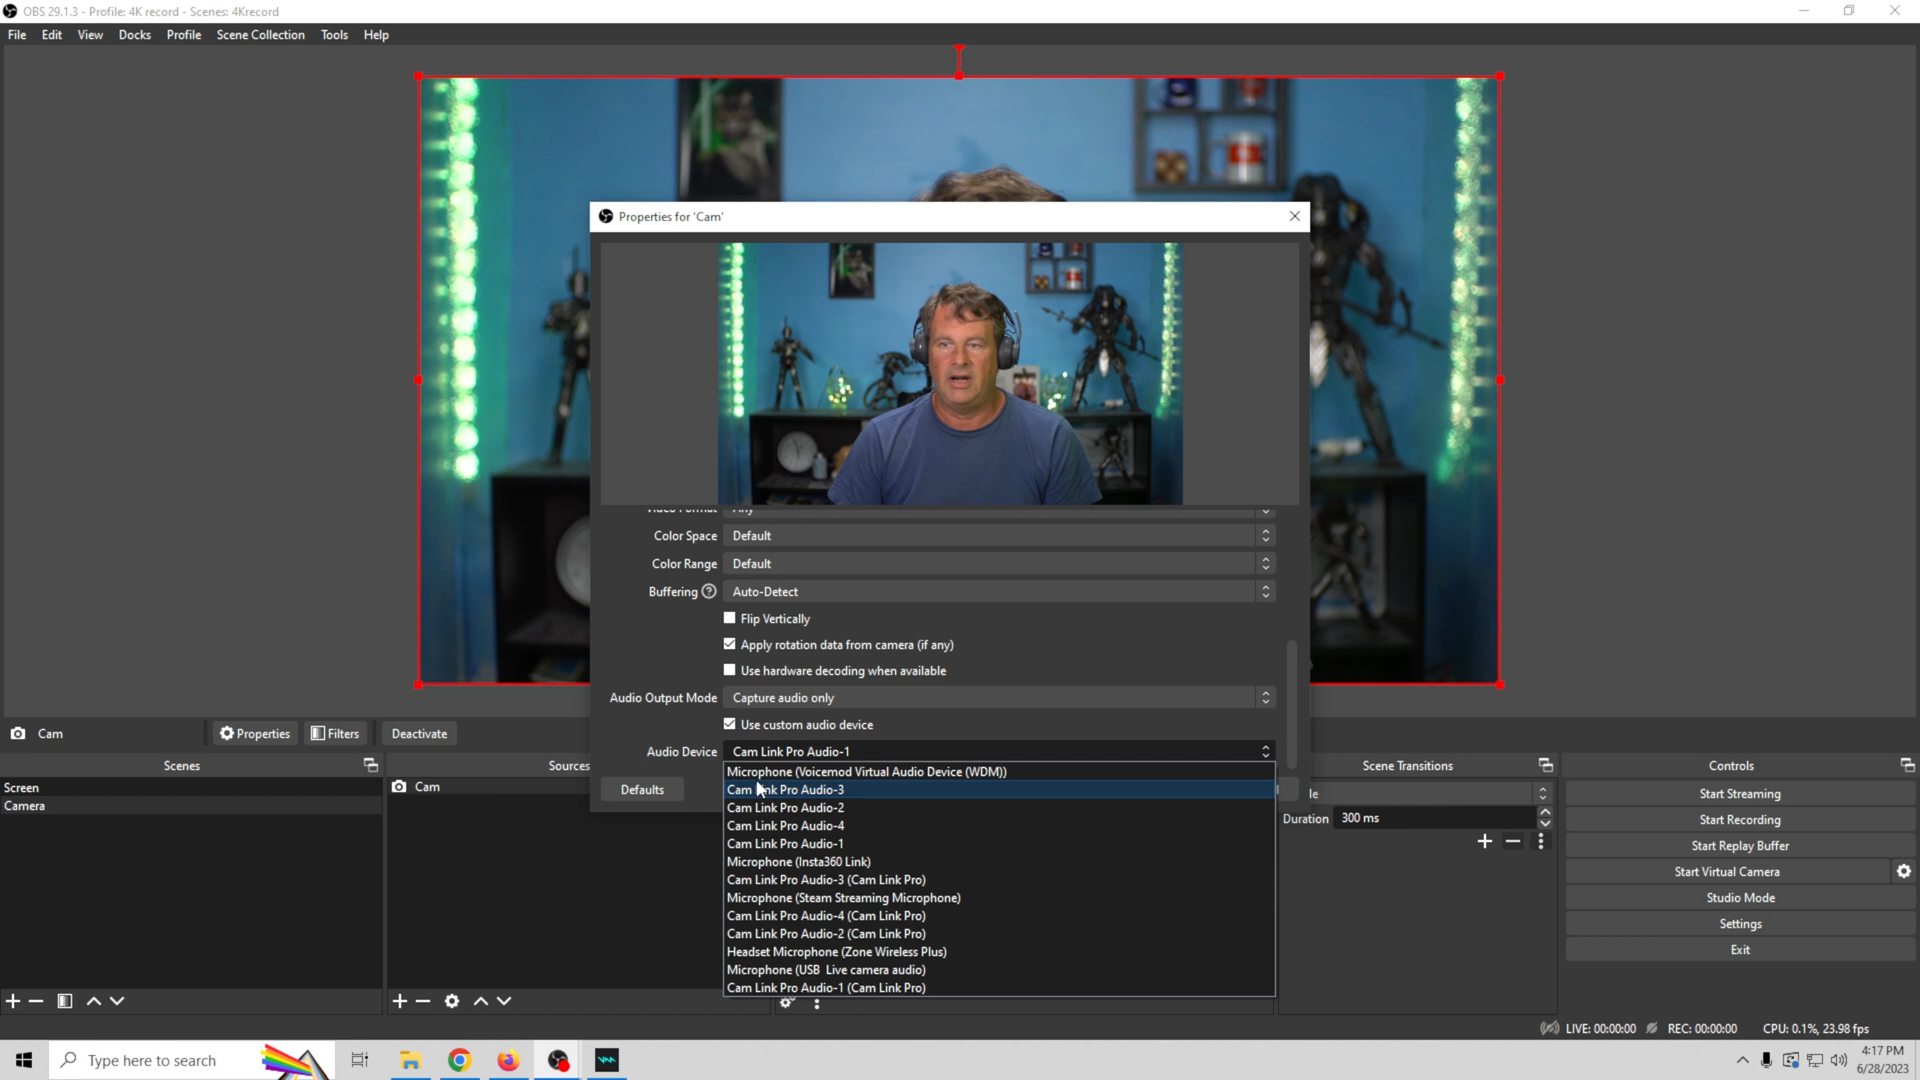 OBS 29.1.3 - Profile: 4K record - Scenes: 4Krecord
File Edit View Docks Profile Scene Collection Tools Help
Properties for 'Cam'
Color Space Default
Color Range Default
Buffering ? Auto-Detect
Flip Vertically
Apply rotation data from camera (if any)
Use hardware decoding when available
Audio Output Mode Capture audio only
Use custom audio device
Audio Device Cam Link Pro Audio-1
Defaults
Microphone (Voicemod Virtual Audio Device (WDM))
Cam Link Pro Audio-3
Cam Link Pro Audio-2
Cam Link Pro Audio-4
Cam Link Pro Audio-1
Microphone (Insta360 Link)
Cam Link Pro Audio-3 (Cam Link Pro)
Microphone (Steam Streaming Microphone)
Cam Link Pro Audio-4 (Cam Link Pro)
Cam Link Pro Audio-2 (Cam Link Pro)
Headset Microphone (Zone Wireless Plus)
Microphone (USB Live camera audio)
Cam Link Pro Audio-1 (Cam Link Pro)
Cam Properties Filters Deactivate
Scenes
Screen
Camera
Sources
Cam
Scene Transitions
Duration 300 ms
Controls
Start Streaming
Start Recording
Start Replay Buffer
Start Virtual Camera
Studio Mode
Settings
Exit
LIVE: 00:00:00 REC: 00:00:00 CPU: 0.1%, 23.98 fps
Type here to search
4:17 PM
6/28/2023